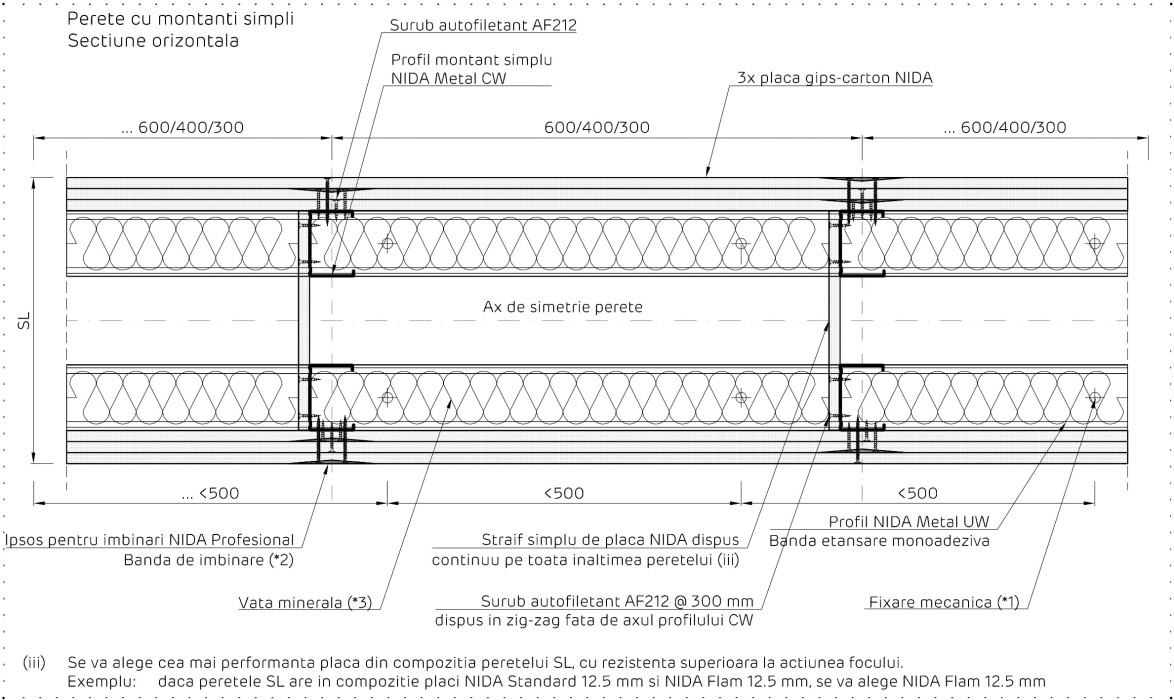 Perete cu montanti simpli
Sectiune orizontala
Surub autofiletant AF212
Profil montant simplu
NIDA Metal CW
3x placa gips-carton NIDA
... 600/400/300
600/400/300
... 600/400/300
SL
Ax de simetrie perete
... <500
<500
<500
Ipsos pentru imbinari NIDA Profesional
Banda de imbinare (*2)
Straif simplu de placa NIDA dispus
continuu pe toata inaltimea peretelui (iii)
Profil NIDA Metal UW
Banda etansare monoadeziva
Vata minerala (*3)
Surub autofiletant AF212 @ 300 mm
dispus in zig-zag fata de axul profilului CW
Fixare mecanica (*1)
(iii) Se va alege cea mai performanta placa din compozitia peretelui SL, cu rezistenta superioara la actiunea focului.
Exemplu: daca peretele SL are in compozitie placi NIDA Standard 12.5 mm si NIDA Flam 12.5 mm, se va alege NIDA Flam 12.5 mm